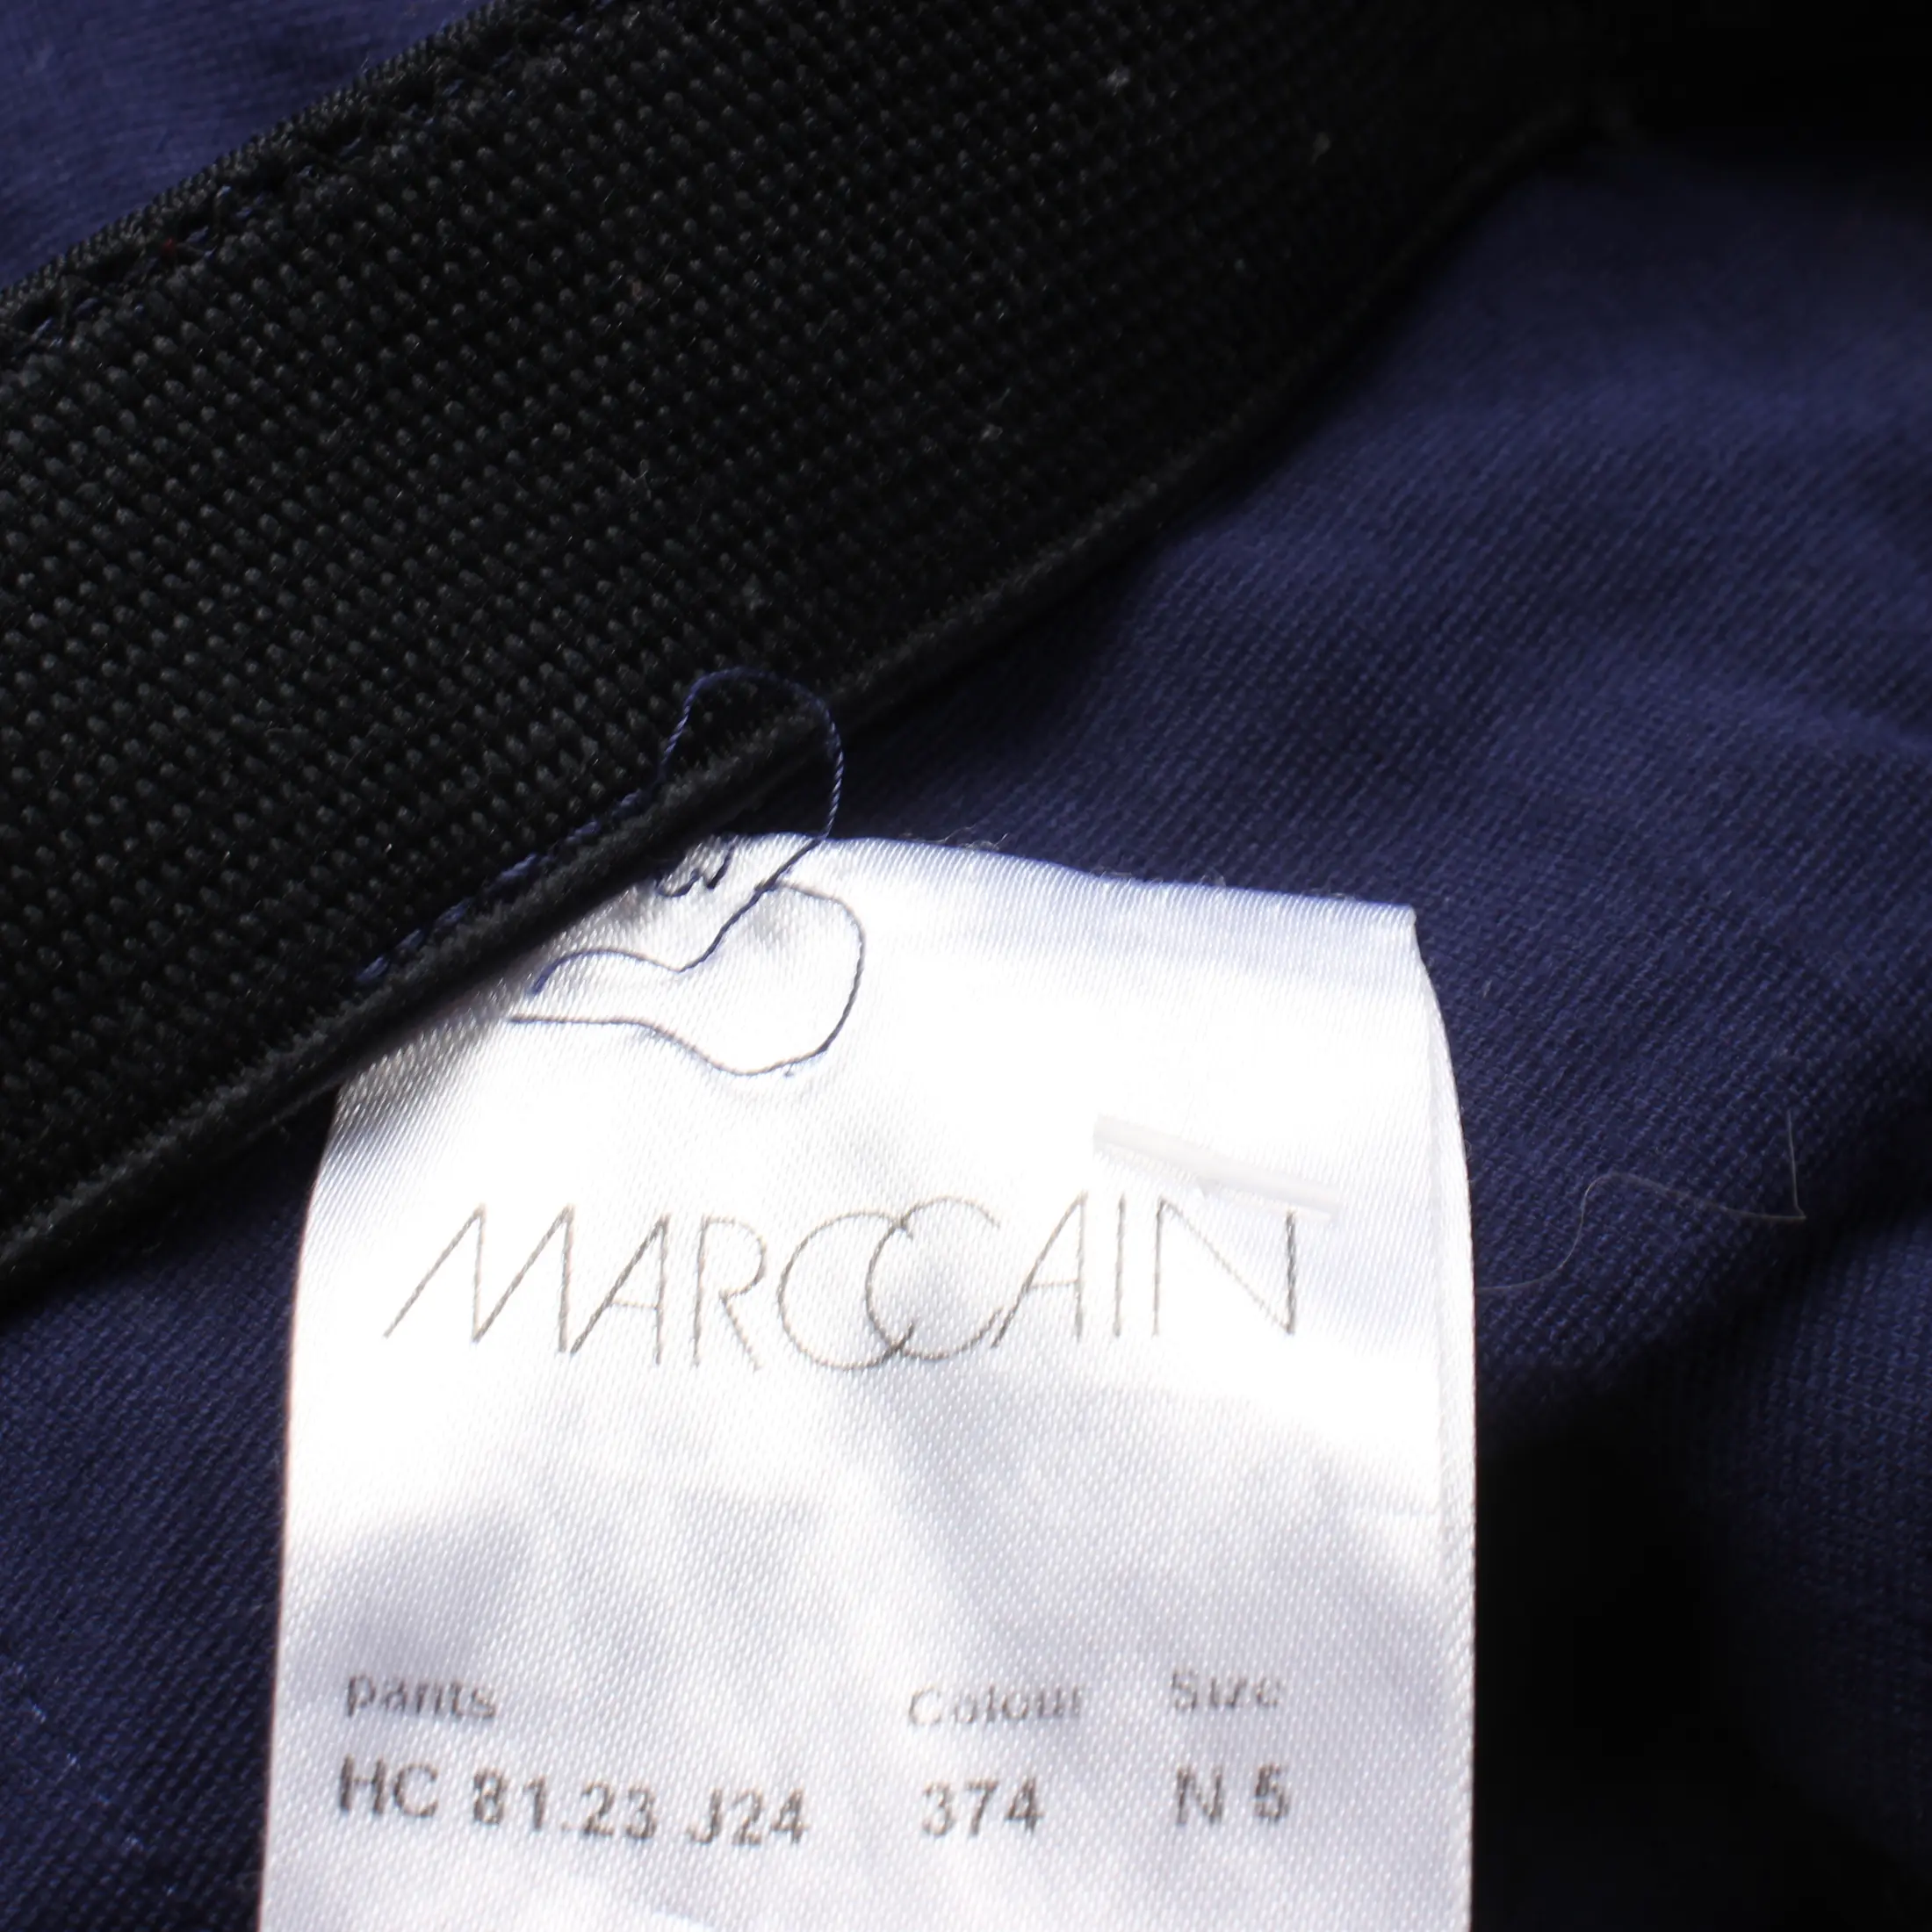 MARCCAIN
pants Colour Size
HC 81.23 J24 374 N 5